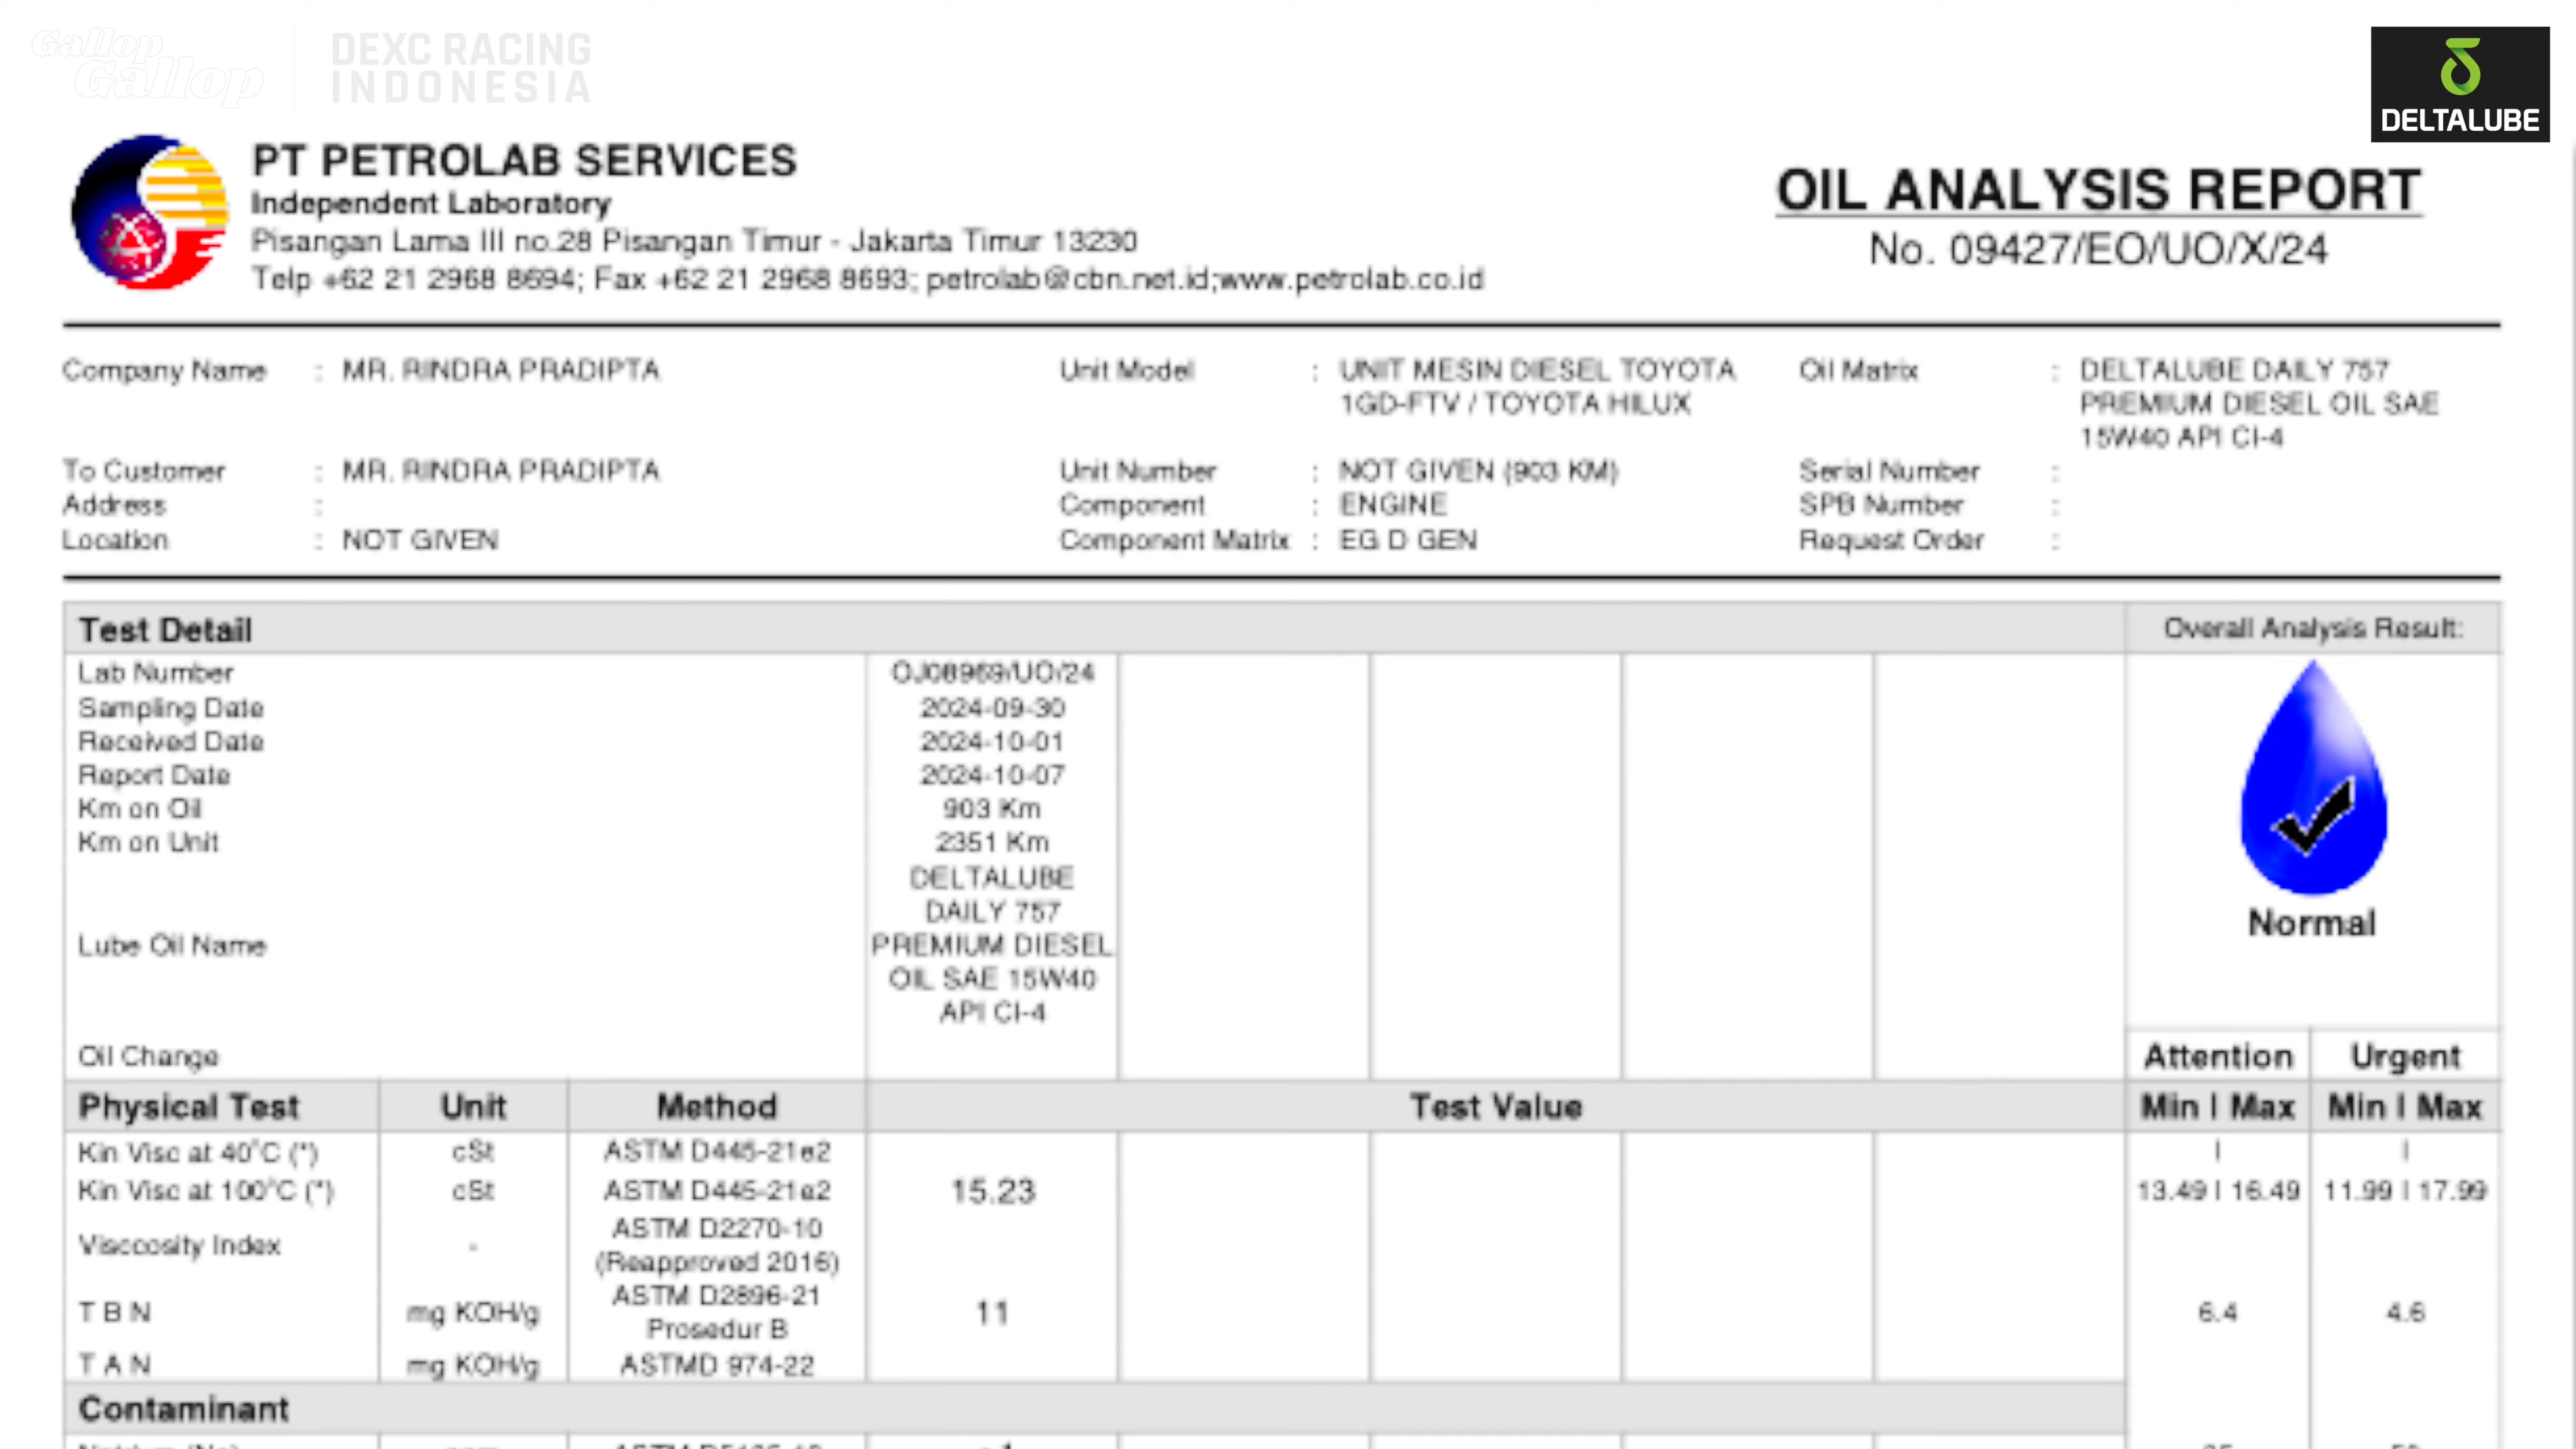 Gallop
Gallop
DEXC RACING
INDONESIA
DELTALUBE
PT PETROLAB SERVICES
Independent Laboratory
Pisangan Lama III no.28 Pisangan Timur - Jakarta Timur 13230
Telp +62 21 2968 8694; Fax +62 21 2968 8693; petrolab@cbn.net.id;www.petrolab.co.id
OIL ANALYSIS REPORT
No. 09427/EO/UO/X/24
Company Name : MR. RINDRA PRADIPTA
To Customer : MR. RINDRA PRADIPTA
Address :
Location : NOT GIVEN
Unit Model : UNIT MESIN DIESEL TOYOTA
1GD-FTV / TOYOTA HILUX
Unit Number : NOT GIVEN (903 KM)
Component : ENGINE
Component Matrix : EG D GEN
Oil Matrix : DELTALUBE DAILY 757
PREMIUM DIESEL OIL SAE
15W40 API CI-4
Serial Number :
SPB Number :
Request Order :
Test Detail
Overall Analysis Result:
Lab Number OJ08969/UO/24
Sampling Date 2024-09-30
Received Date 2024-10-01
Report Date 2024-10-07
Km on Oil 903 Km
Km on Unit 2351 Km
Lube Oil Name
DELTALUBE
DAILY 757
PREMIUM DIESEL
OIL SAE 15W40
API CI-4
Normal
Oil Change
Attention Urgent
Physical Test Unit Method Test Value Min | Max Min | Max
Kin Visc at 40°C (*) cSt ASTM D445-21e2 | |
Kin Visc at 100°C (*) cSt ASTM D445-21e2 15.23 13.49 | 16.49 11.99 | 17.99
Visccosity Index - ASTM D2270-10
(Reapproved 2016)
T B N mg KOH/g ASTM D2896-21
Prosedur B 11 6.4 4.6
T A N mg KOH/g ASTMD 974-22
Contaminant